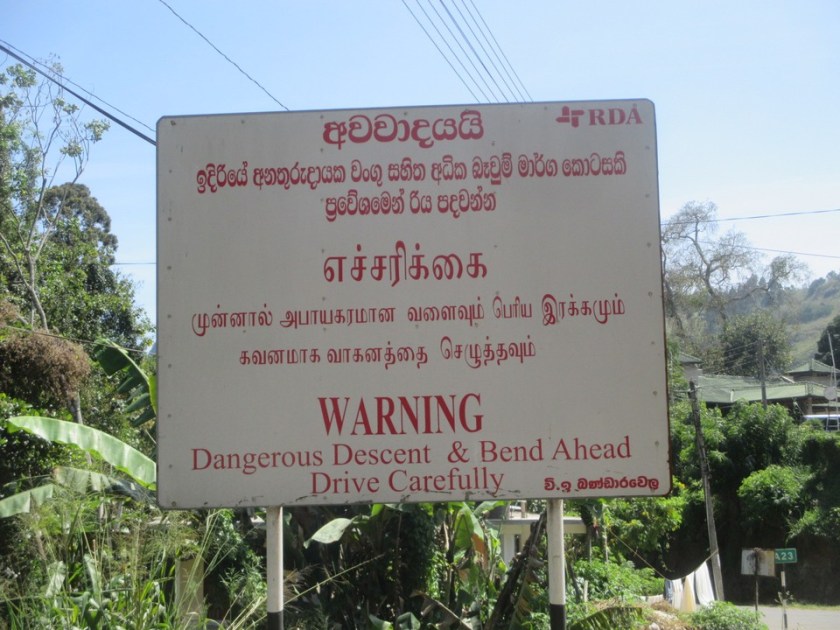 අවවාදයයි
RDA
ඉදිරියේ අනතුරුදායක වංගු සහිත අධික බෑවුම් මාර්ග කොටසකි
ප්‍රවේශමෙන් රිය පදවන්න
எச்சரிக்கை
முன்னால் அபாயகரமான வளைவும் பெரிய இரக்கமும்
கவனமாக வாகனத்தை செழுத்தவும்
WARNING
Dangerous Descent & Bend Ahead
Drive Carefully
වි.ඉ බණ්ඩාරවෙල
A23